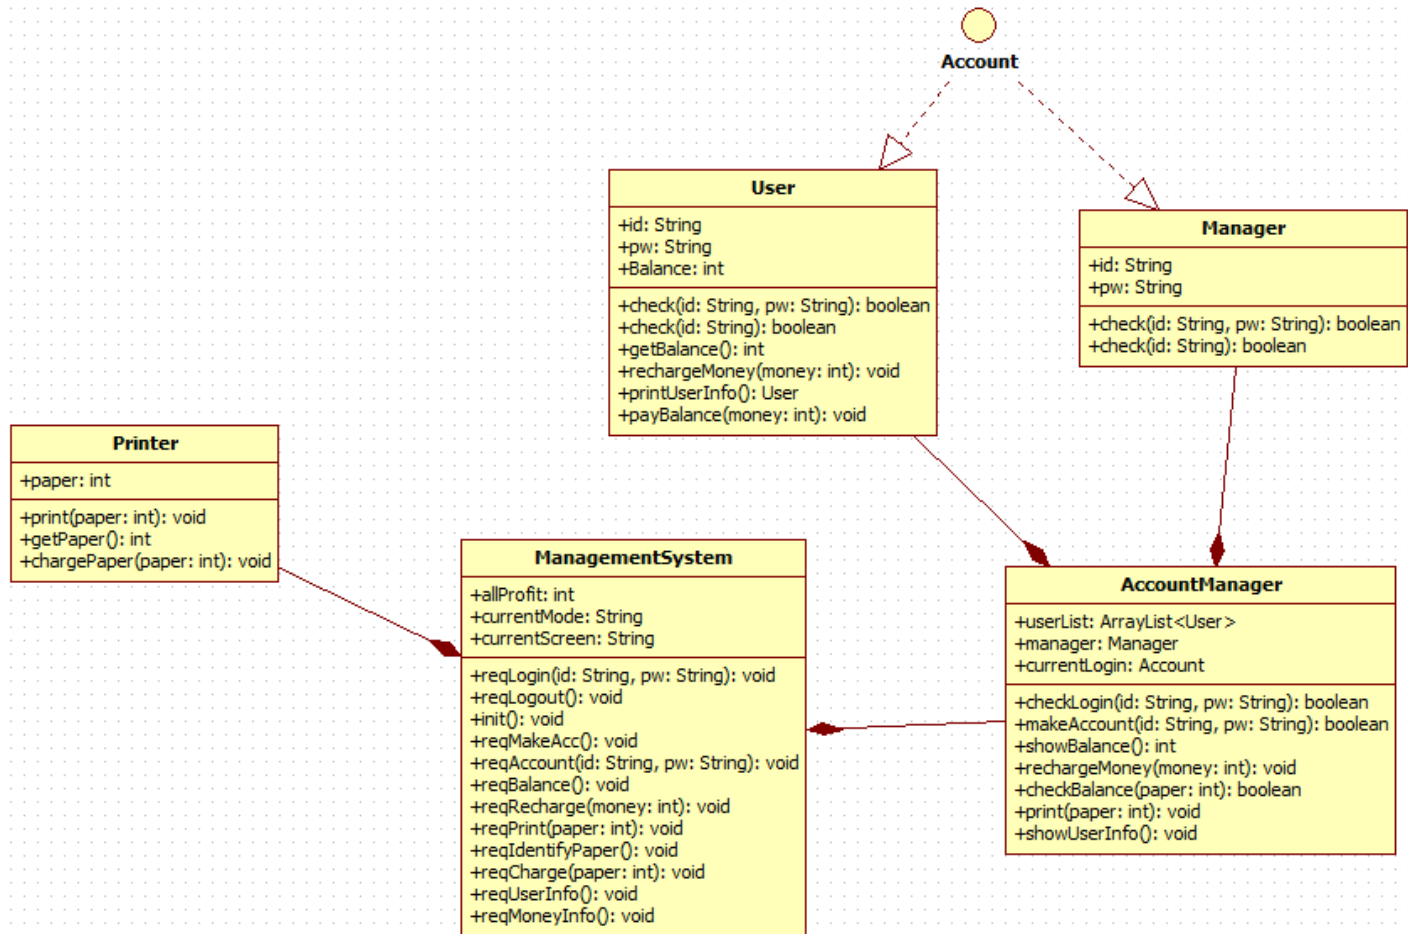 Account
User
+id: String
+pw: String
+Balance: int
+check(id: String, pw: String): boolean
+check(id: String): boolean
+getBalance(): int
+rechargeMoney(money: int): void
+printUserInfo(): User
+payBalance(money: int): void
Manager
+id: String
+pw: String
+check(id: String, pw: String): boolean
+check(id: String): boolean
Printer
+paper: int
+print(paper: int): void
+getPaper(): int
+chargePaper(paper: int): void
ManagementSystem
+allProfit: int
+currentMode: String
+currentScreen: String
+reqLogin(id: String, pw: String): void
+reqLogout(): void
+init(): void
+reqMakeAcc(): void
+reqAccount(id: String, pw: String): void
+reqBalance(): void
+reqRecharge(money: int): void
+reqPrint(paper: int): void
+reqIdentifyPaper(): void
+reqCharge(paper: int): void
+reqUserInfo(): void
+reqMoneyInfo(): void
AccountManager
+userList: ArrayList<User>
+manager: Manager
+currentLogin: Account
+checkLogin(id: String, pw: String): boolean
+makeAccount(id: String, pw: String): boolean
+showBalance(): int
+rechargeMoney(money: int): void
+checkBalance(paper: int): boolean
+print(paper: int): void
+showUserInfo(): void